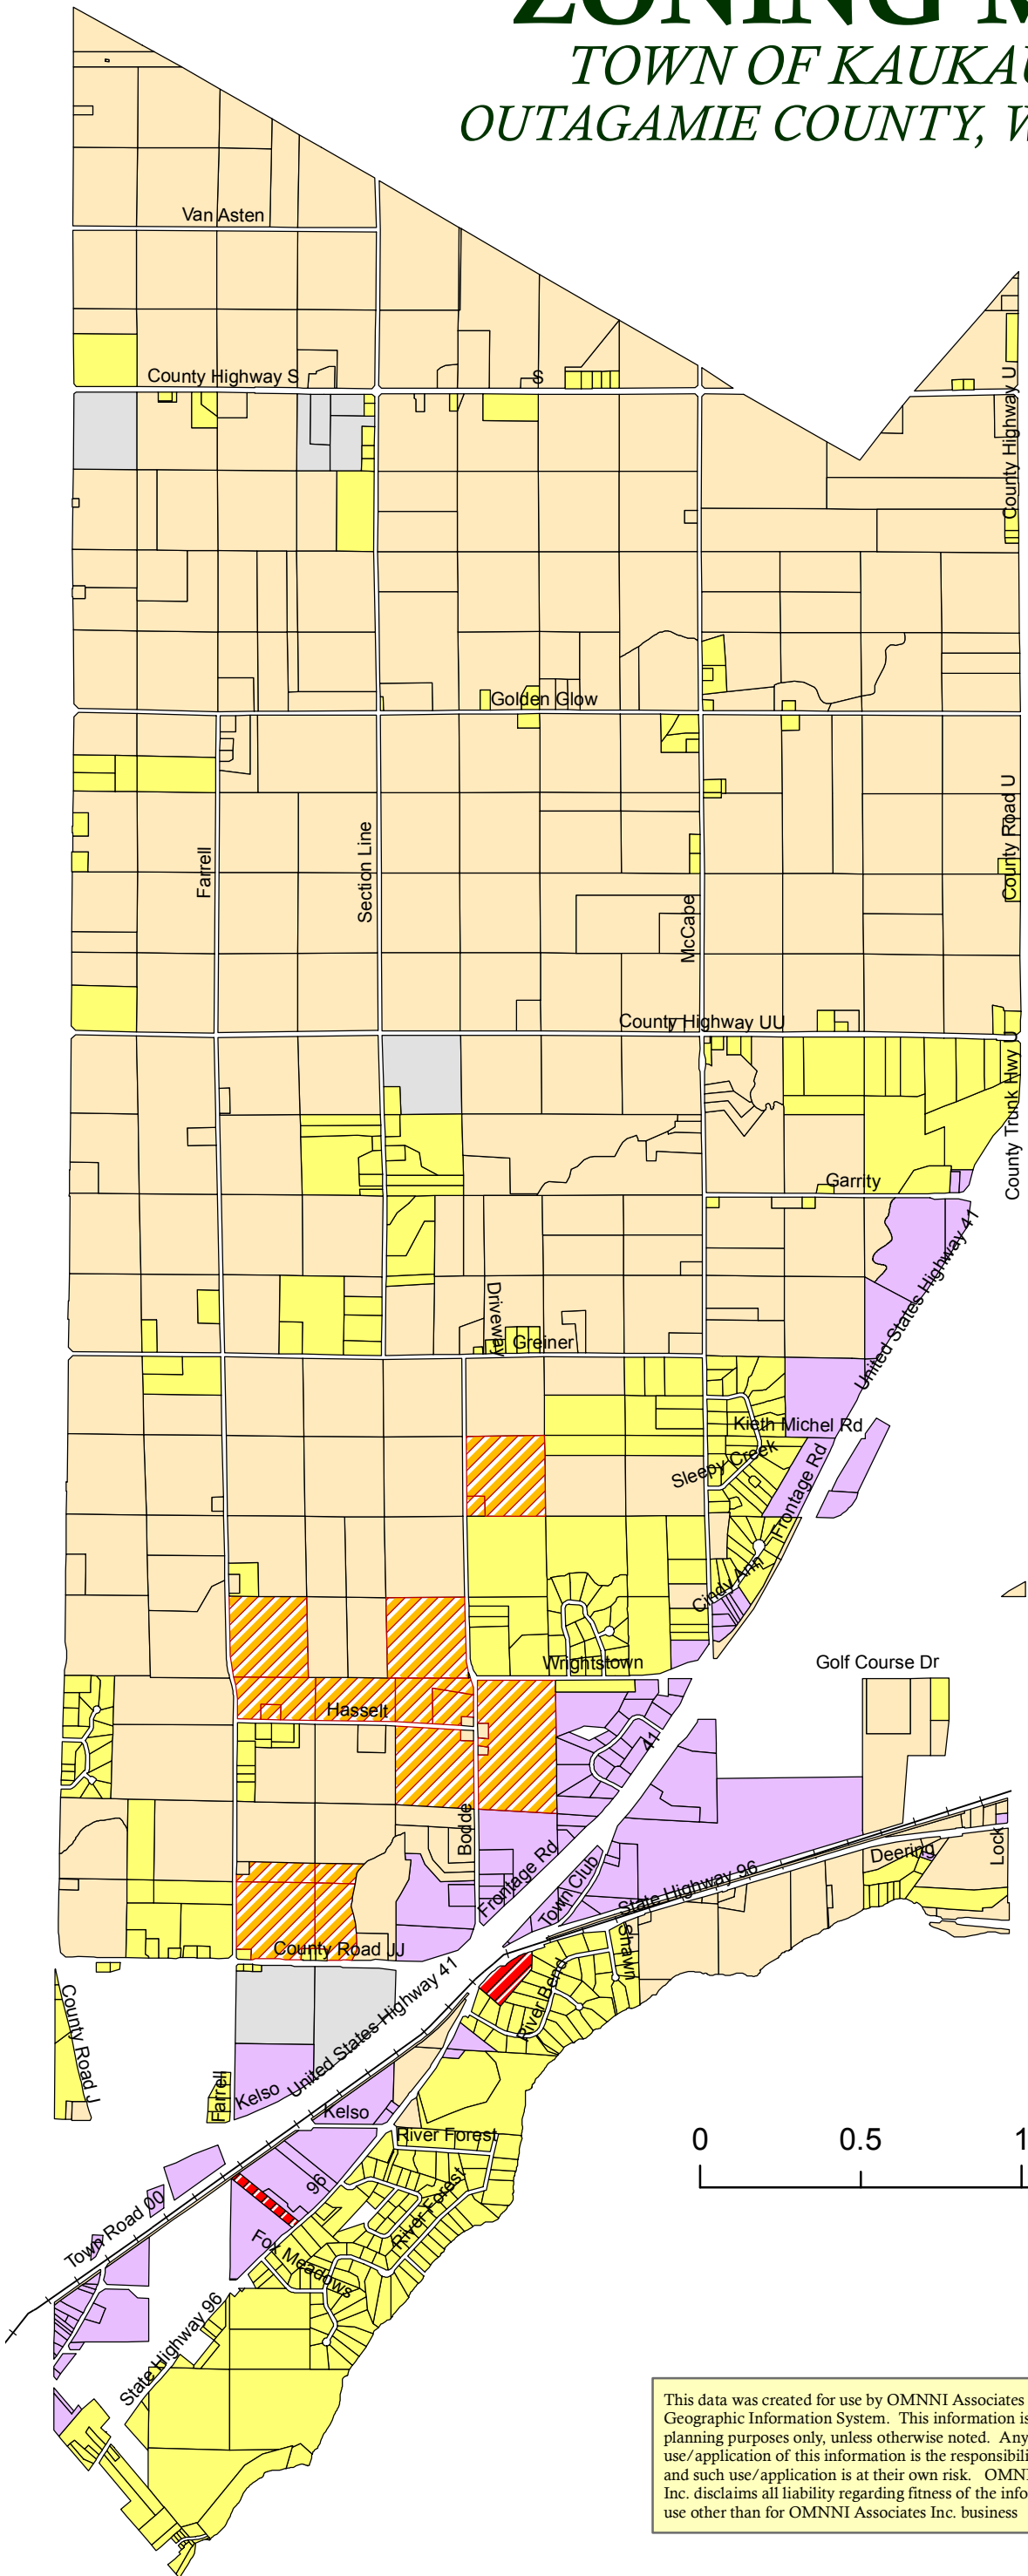 ZONING M
TOWN OF KAUKAU
OUTAGAMIE COUNTY, W
Van Asten
County Highway S
S
County Highway U
Golden Glow
Farrell
Section Line
McCabe
County Road U
County Highway UU
County Trunk Hwy U
Garrity
United States Highway 41
Driveway
Greiner
Kieth Michel Rd
Sleepy Creek
Frontage Rd
Cindy Ann
Wrightstown
Golf Course Dr
Hasselt
41
Bodde
Frontage Rd
Town Club
State Highway 96
Deering
Lock
Shawn
County Road JJ
River Bend
United States Highway 41
County Road J
Farrell
Kelso
Kelso
River Forest
0 0.5 1
96
River Forest
Town Road 00
Fox Meadows
State Highway 96
This data was created for use by OMNNI Associates
Geographic Information System. This information is
planning purposes only, unless otherwise noted. Any
use/application of this information is the responsibili
and such use/application is at their own risk. OMN
Inc. disclaims all liability regarding fitness of the info
use other than for OMNNI Associates Inc. business